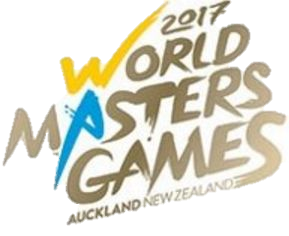 2017
WORLD
MASTERS
GAMES
AUCKLAND NEW ZEALAND